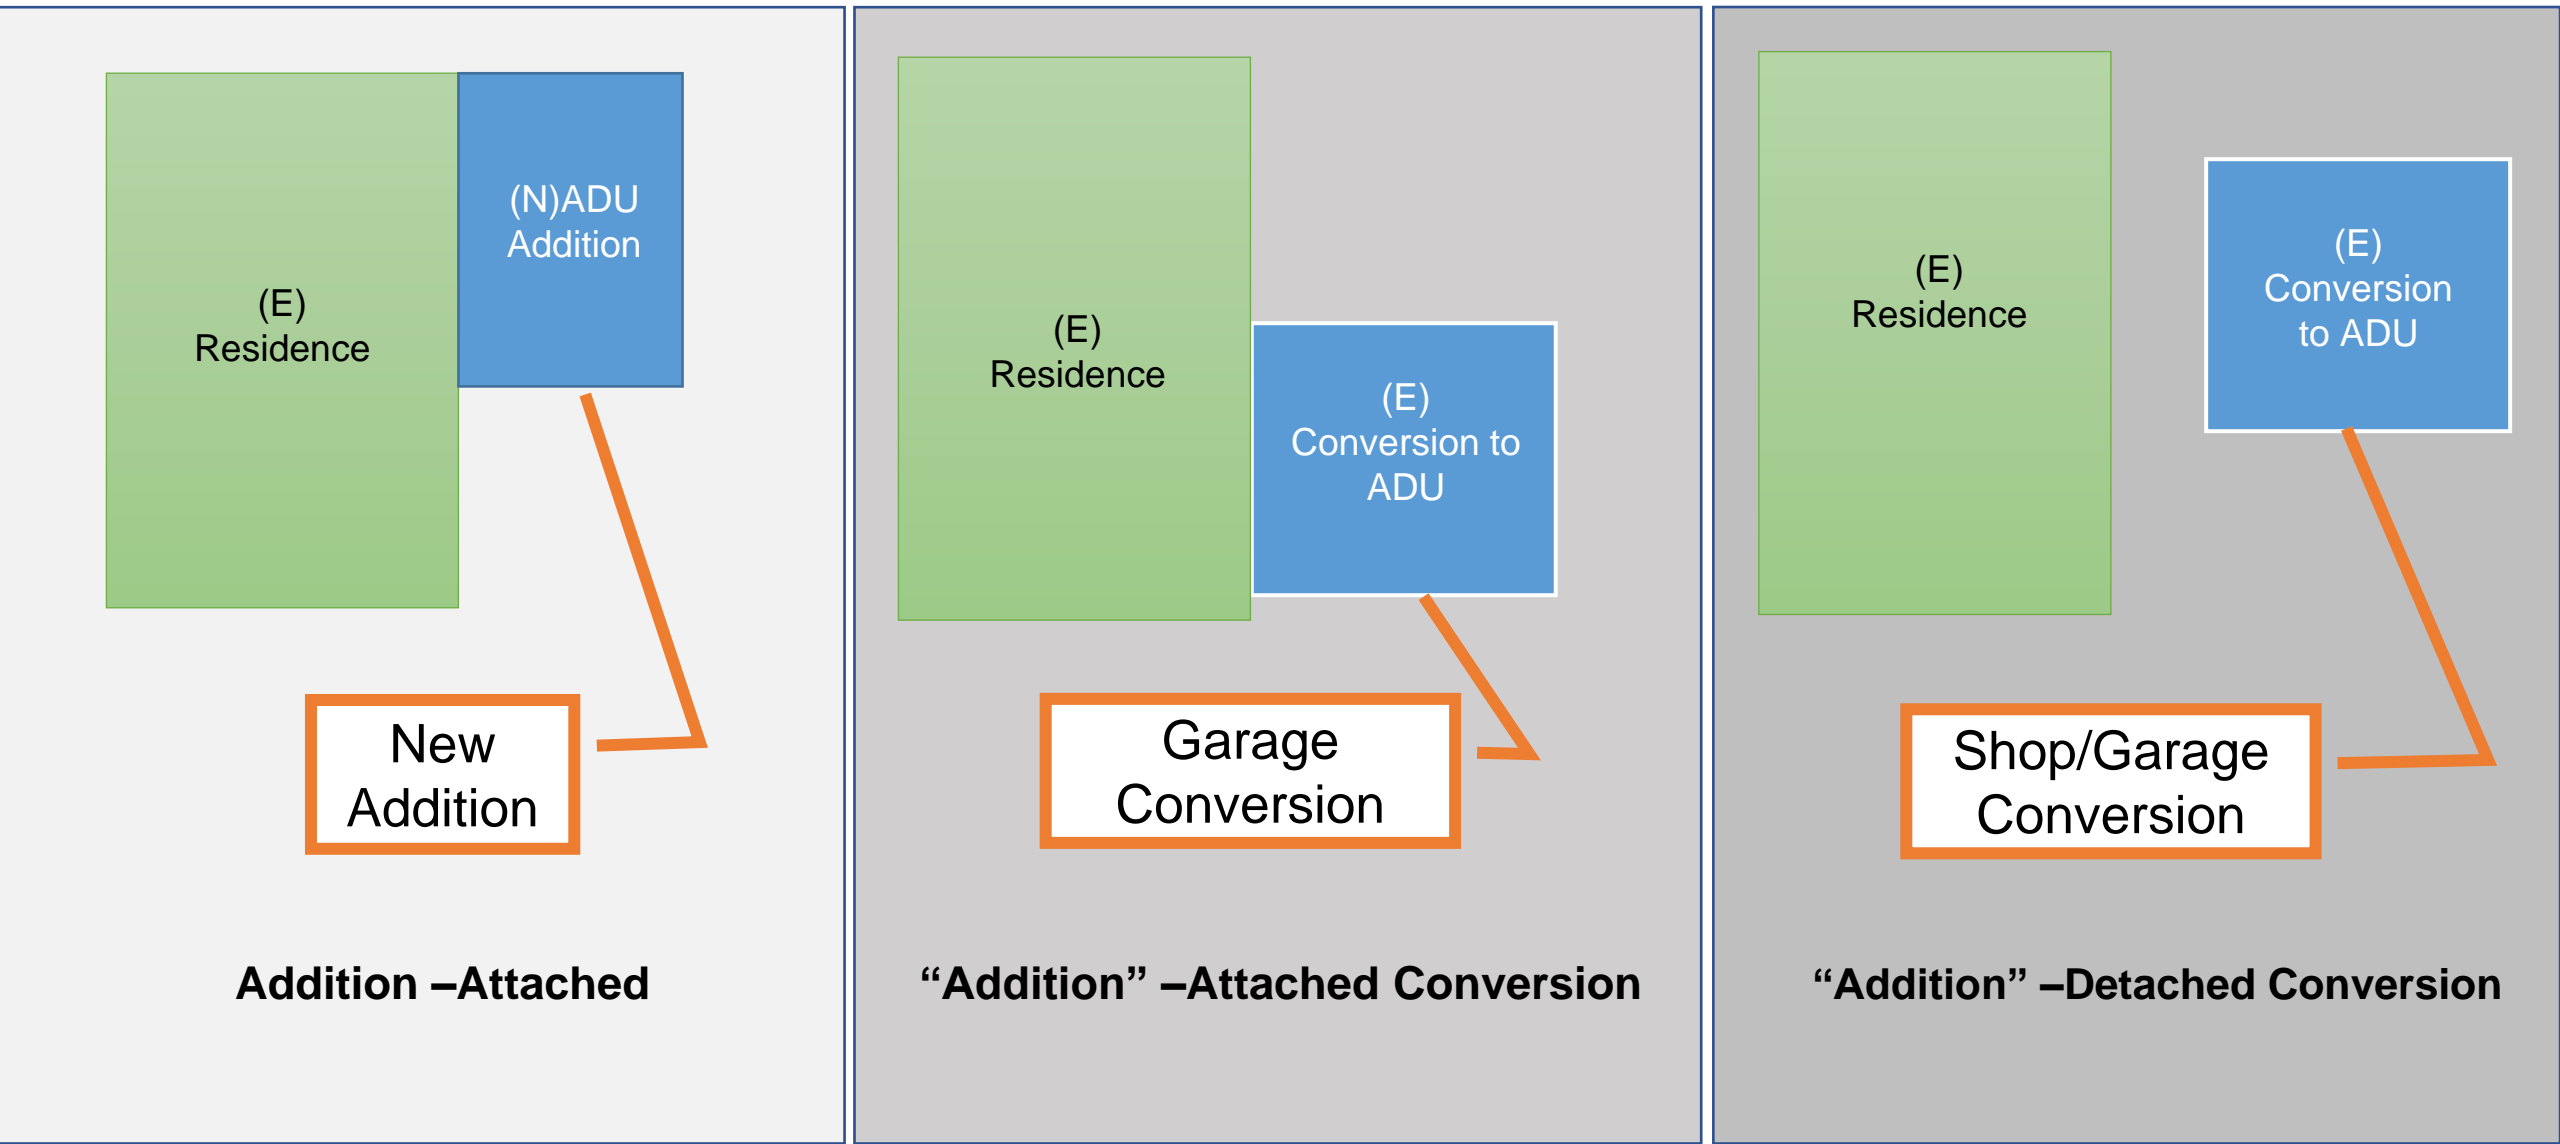 (E)
Residence
(N)ADU
Addition
New
Addition
Addition –Attached
(E)
Residence
(E)
Conversion to
ADU
Garage
Conversion
“Addition” –Attached Conversion
(E)
Residence
(E)
Conversion
to ADU
Shop/Garage
Conversion
“Addition” –Detached Conversion